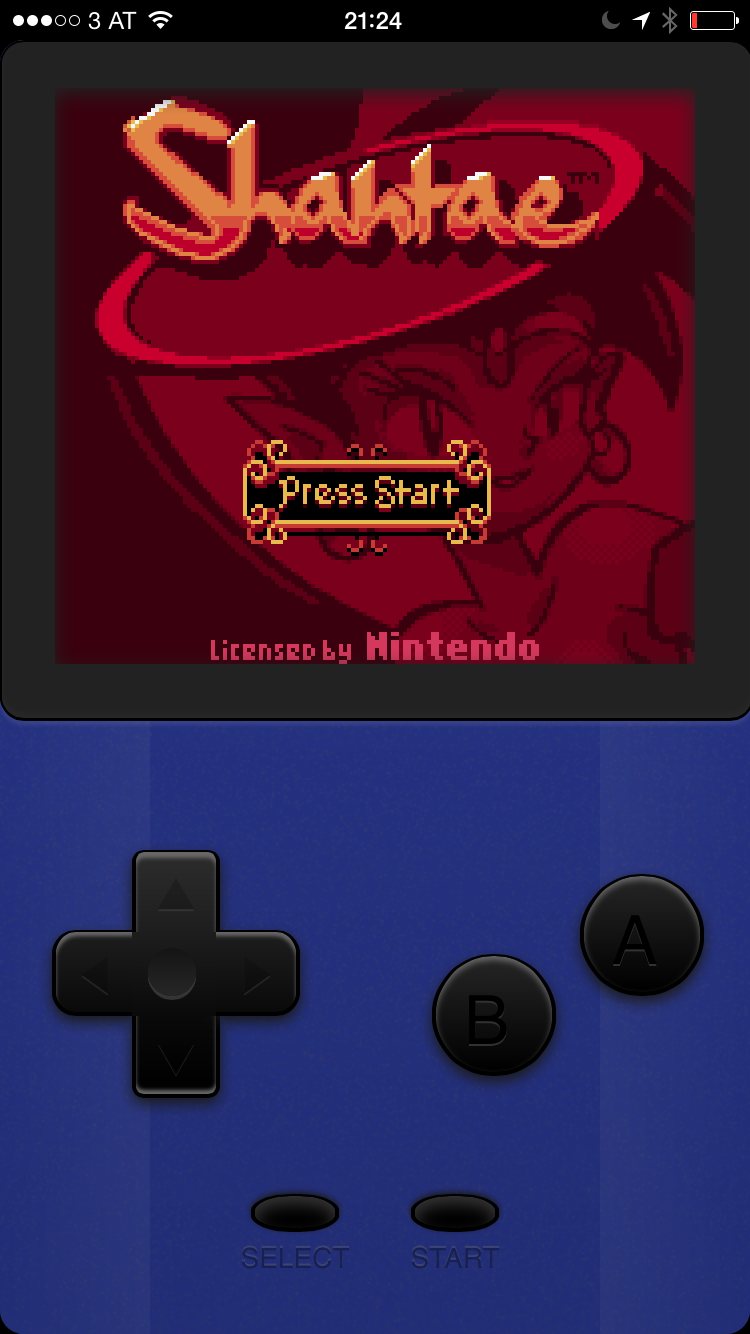 3 AT 21:24
Shantae™
Press Start
Licensed by Nintendo
A
B
SELECT START